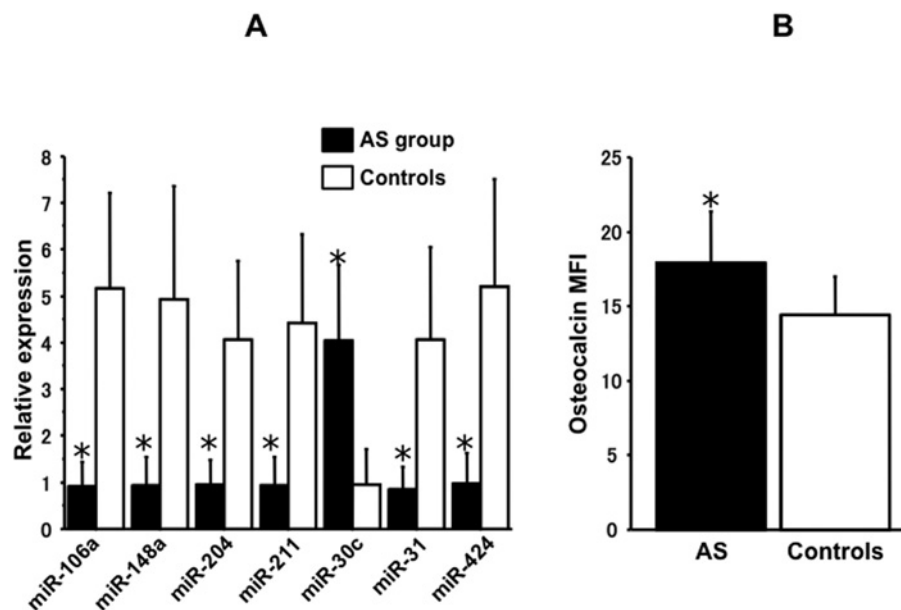 A
B
AS group
Controls
Relative expression
8
7
6
5
4
3
2
1
0
*
*
*
*
*
*
*
miR-106a
miR-148a
miR-204
miR-211
miR-30c
miR-31
miR-424
Osteocalcin MFI
25
20
15
10
5
0
*
AS
Controls